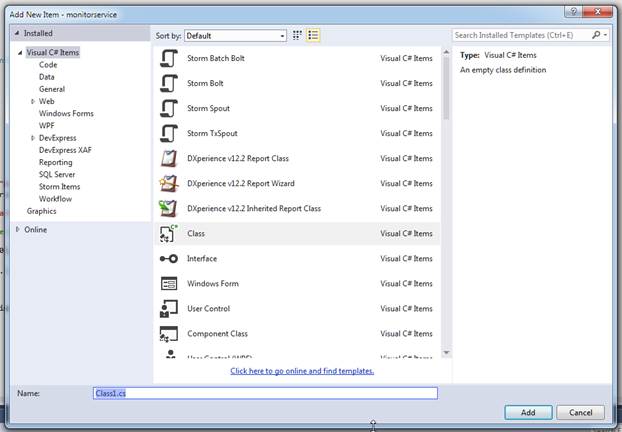 Add New Item - monitorservice
Installed
Sort by: Default
Search Installed Templates (Ctrl+E)
Visual C# Items
Code
Data
General
Web
Windows Forms
WPF
DevExpress
DevExpress XAF
Reporting
SQL Server
Storm Items
Workflow
Graphics
Online
Storm Batch Bolt Visual C# Items
Storm Bolt Visual C# Items
Storm Spout Visual C# Items
Storm TxSpout Visual C# Items
DXperience v12.2 Report Class Visual C# Items
DXperience v12.2 Report Wizard Visual C# Items
DXperience v12.2 Inherited Report Class Visual C# Items
Class Visual C# Items
Interface Visual C# Items
Windows Form Visual C# Items
User Control Visual C# Items
Component Class Visual C# Items
User Control (WPF) Visual C# Items
Click here to go online and find templates.
Type: Visual C# Items
An empty class definition
Name: Class1.cs
Add
Cancel